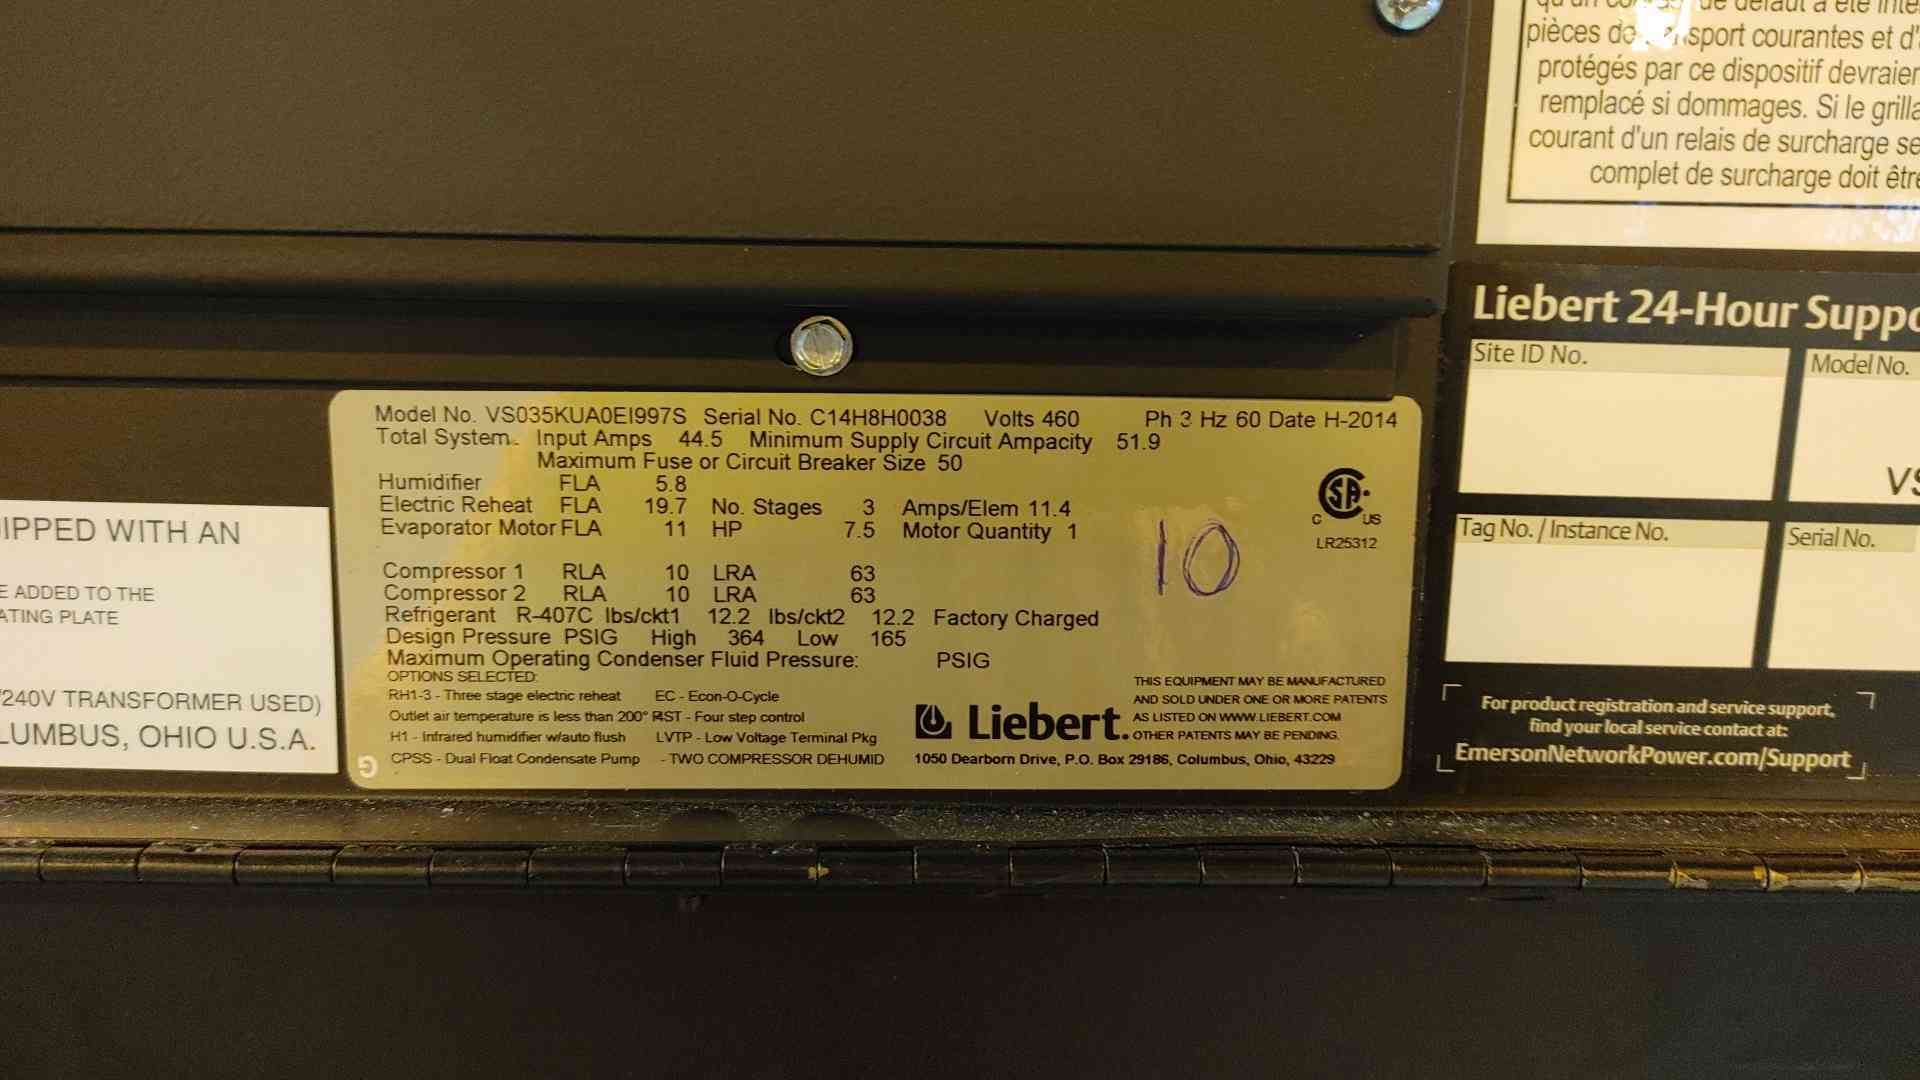 Model No. VS035KUA0EI997S Serial No. C14H8H0038 Volts 460 Ph 3 Hz 60 Date H-2014
Total System. Input Amps 44.5 Minimum Supply Circuit Ampacity 51.9
Maximum Fuse or Circuit Breaker Size 50
Humidifier FLA 5.8
Electric Reheat FLA 19.7 No. Stages 3 Amps/Elem 11.4
Evaporator Motor FLA 11 HP 7.5 Motor Quantity 1
Compressor 1 RLA 10 LRA 63
Compressor 2 RLA 10 LRA 63
Refrigerant R-407C lbs/ckt1 12.2 lbs/ckt2 12.2 Factory Charged
Design Pressure PSIG High 364 Low 165
Maximum Operating Condenser Fluid Pressure: PSIG
OPTIONS SELECTED:
RH1-3 - Three stage electric reheat EC - Econ-O-Cycle
Outlet air temperature is less than 200° 4ST - Four step control
H1 - Infrared humidifier w/auto flush LVTP - Low Voltage Terminal Pkg
CPSS - Dual Float Condensate Pump - TWO COMPRESSOR DEHUMID
G
10
CSA
C US
LR25312
THIS EQUIPMENT MAY BE MANUFACTURED
AND SOLD UNDER ONE OR MORE PATENTS
AS LISTED ON WWW.LIEBERT.COM
OTHER PATENTS MAY BE PENDING.
Liebert.
1050 Dearborn Drive, P.O. Box 29186, Columbus, Ohio, 43229
IPPED WITH AN
E ADDED TO THE
ATING PLATE
/240V TRANSFORMER USED)
LUMBUS, OHIO U.S.A.
pièces de transport courantes et d'
protégés par ce dispositif devraien
remplacé si dommages. Si le grilla
courant d'un relais de surcharge se
complet de surcharge doit être
Liebert 24-Hour Suppo
Site ID No.
Model No.
VS
Tag No. / Instance No.
Serial No.
For product registration and service support,
find your local service contact at:
EmersonNetworkPower.com/Support